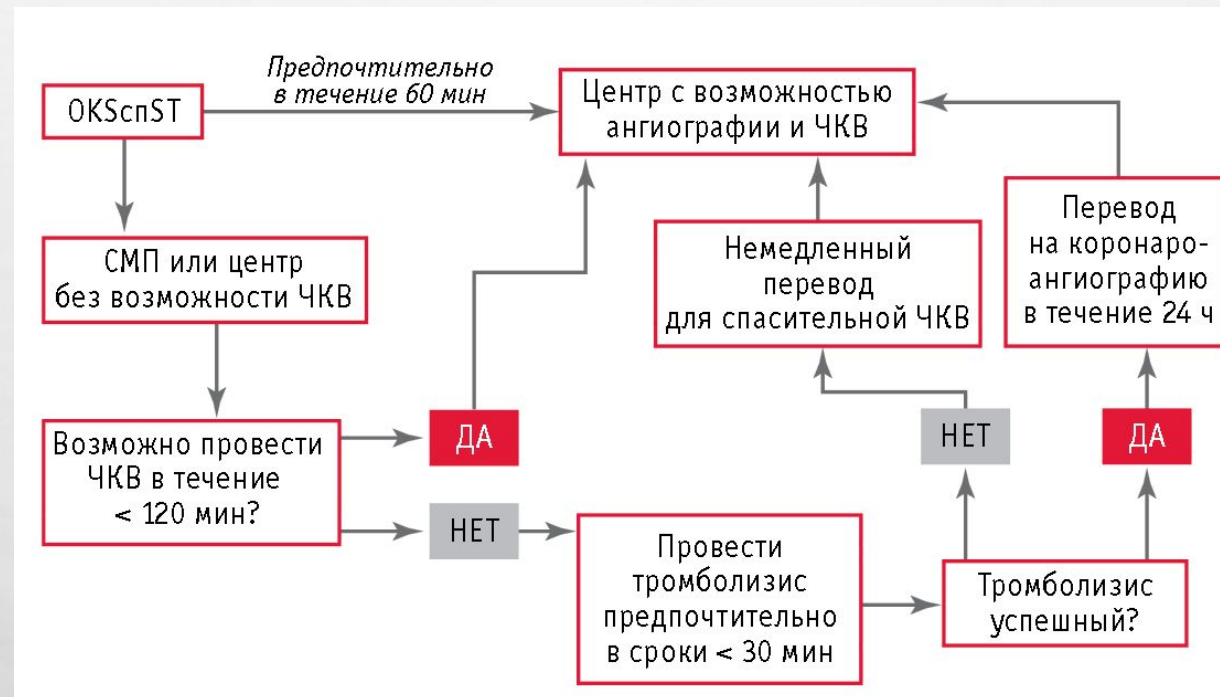 Предпочтительно
в течение 60 мин
OKScпST
Центр с возможностью
ангиографии и ЧКВ
СМП или центр
без возможности ЧКВ
Немедленный
перевод
для спасительной ЧКВ
Перевод
на коронаро-
ангиографию
в течение 24 ч
Возможно провести
ЧКВ в течение
< 120 мин?
ДА
НЕТ
Провести
тромболизис
предпочтительно
в сроки < 30 мин
НЕТ
ДА
Тромболизис
успешный?